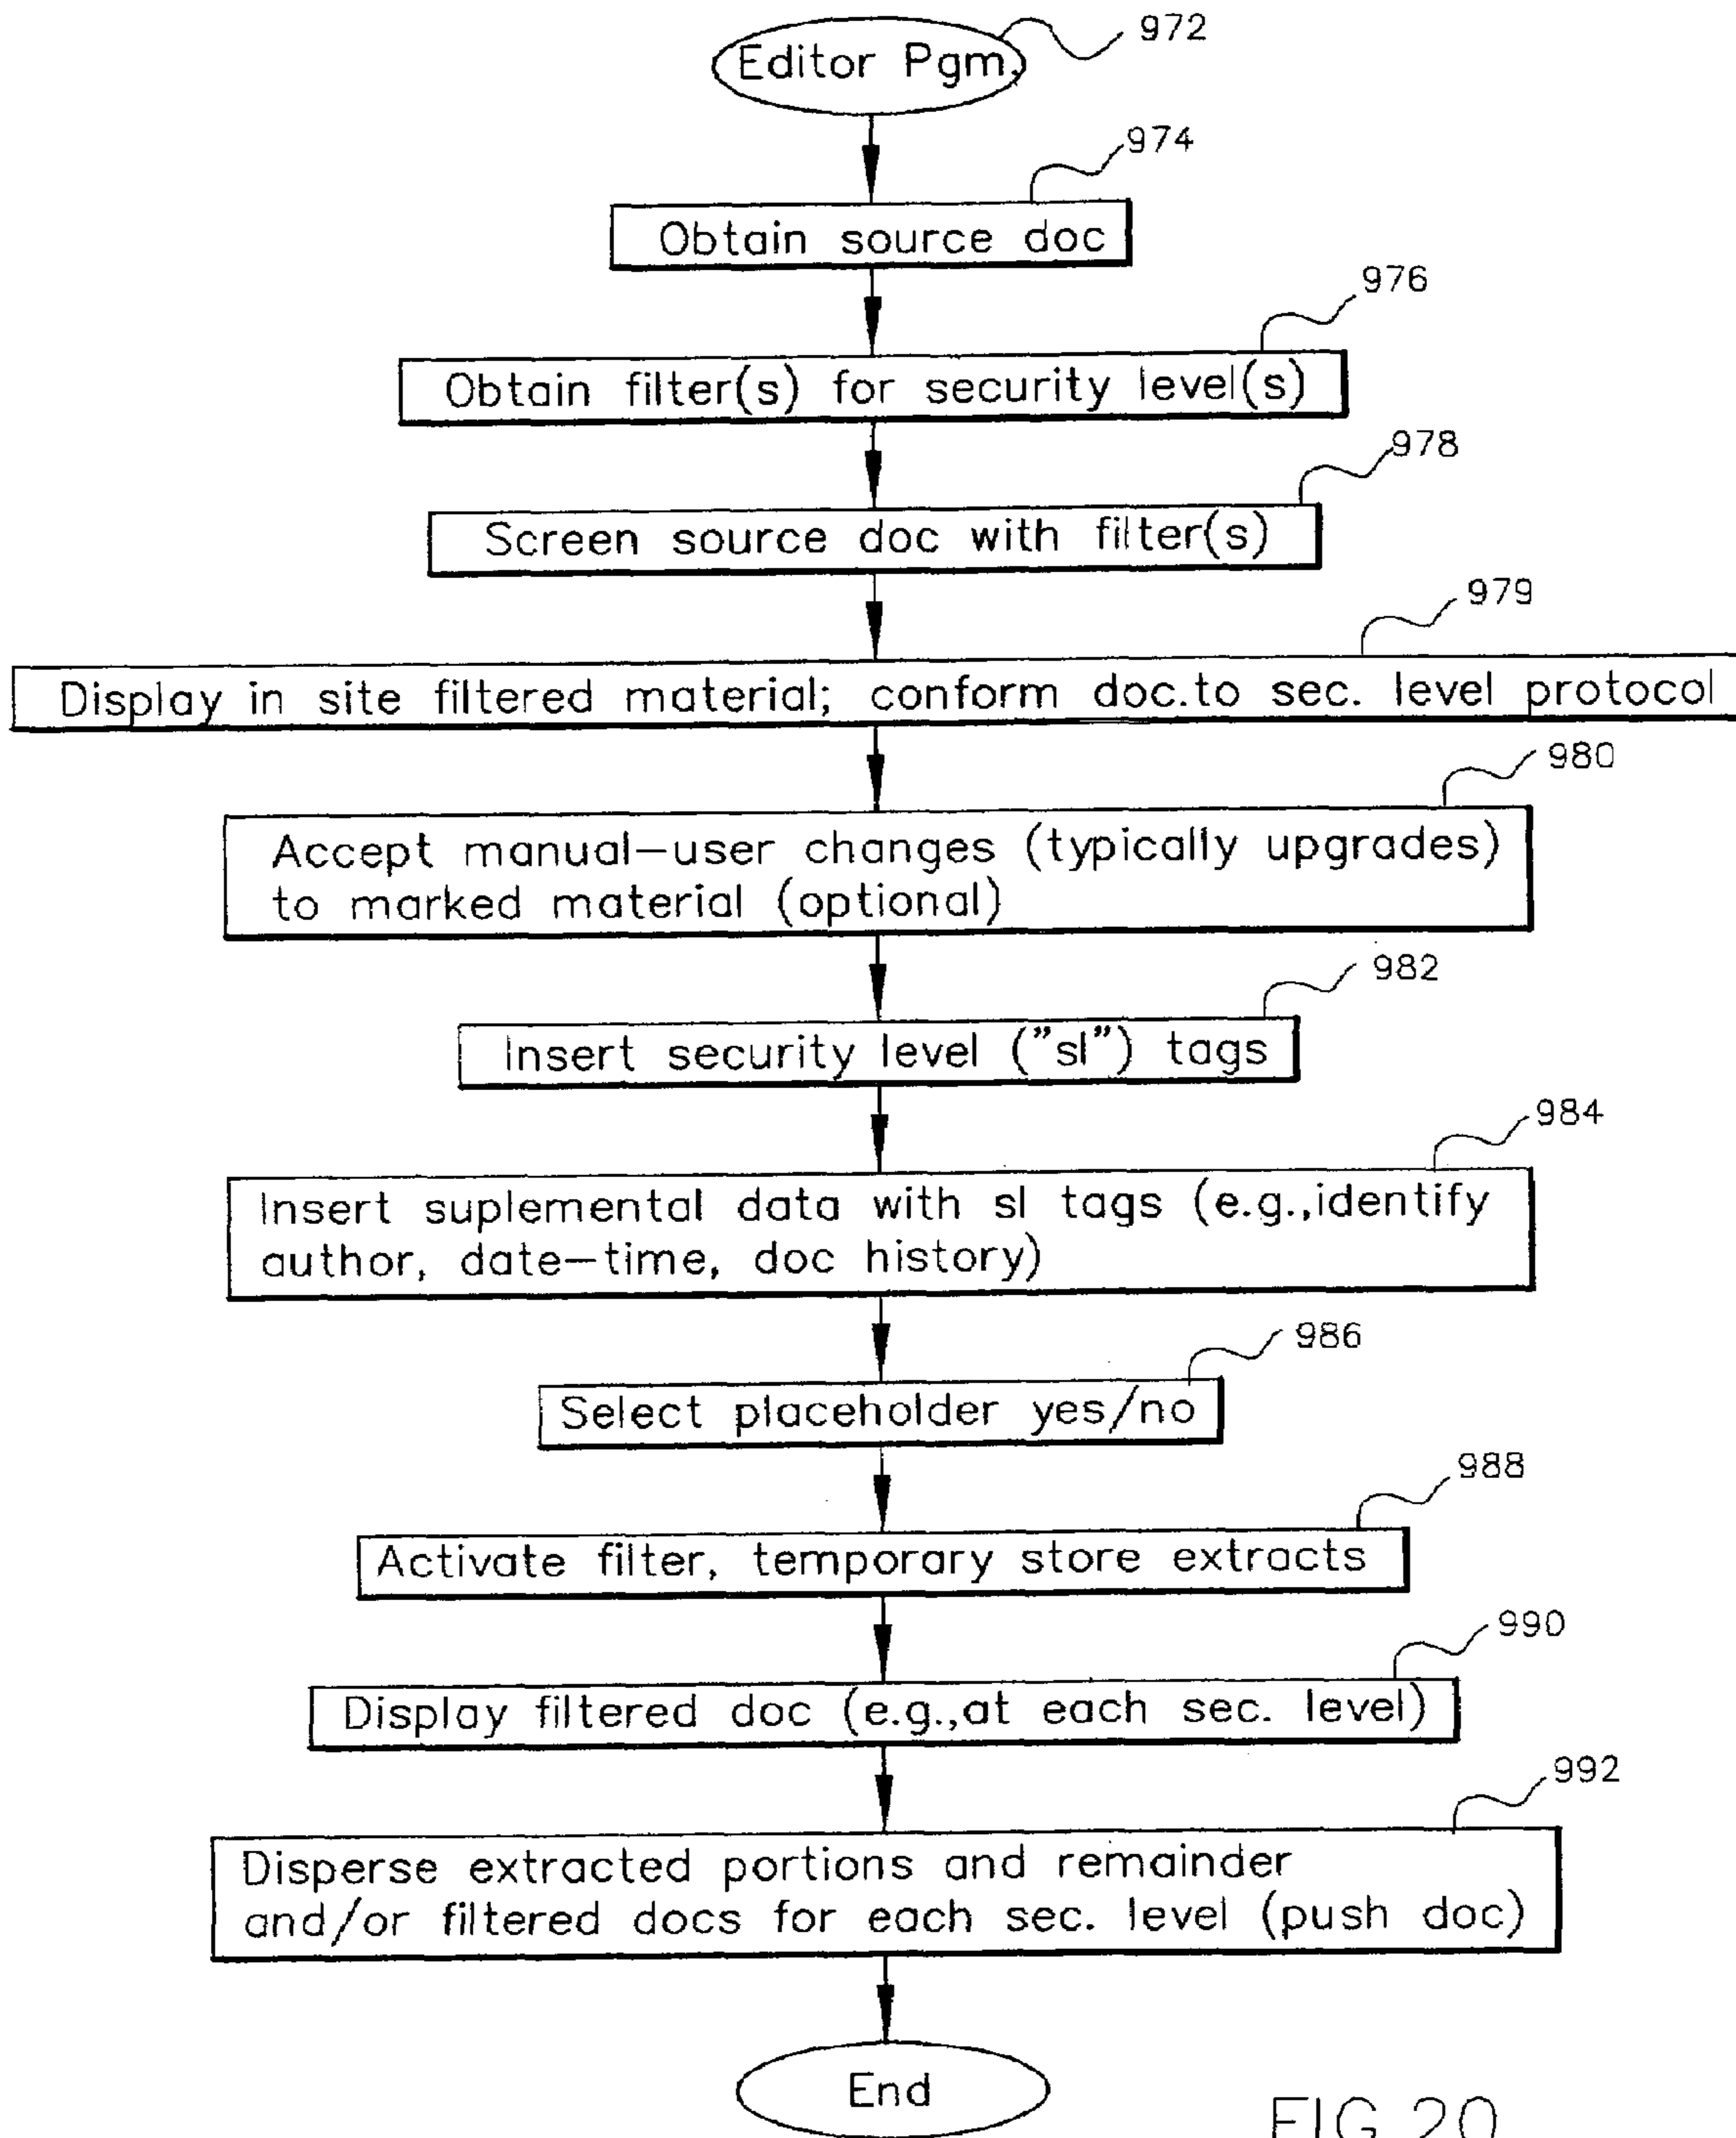 Editor Pgm.
972
974
Obtain source doc
976
Obtain filter(s) for security level(s)
978
Screen source doc with filter(s)
979
Display in site filtered material; conform doc.to sec. level protocol
980
Accept manual-user changes (typically upgrades)
to marked material (optional)
982
Insert security level ("sl") tags
984
Insert suplemental data with sl tags (e.g.,identify
author, date-time, doc history)
986
Select placeholder yes/no
988
Activate filter, temporary store extracts
990
Display filtered doc (e.g.,at each sec. level)
992
Disperse extracted portions and remainder
and/or filtered docs for each sec. level (push doc)
End
FIG 20